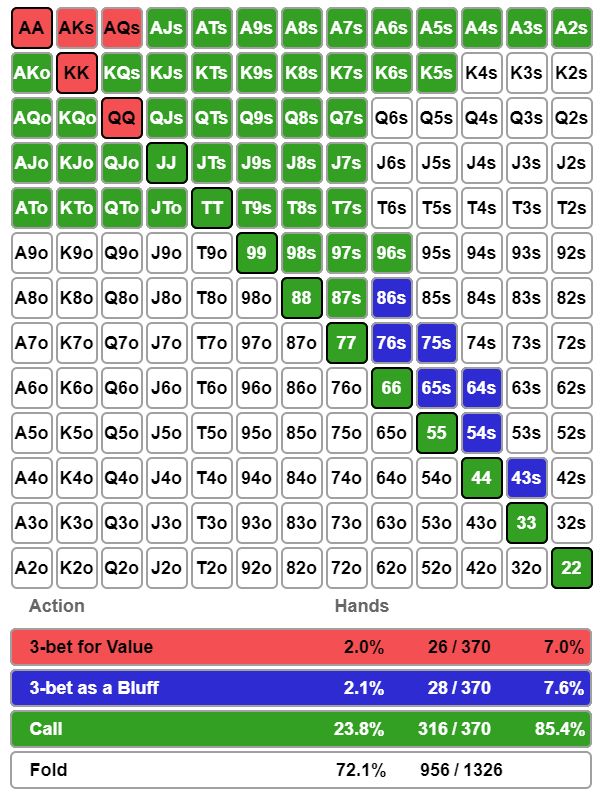 AA AKs AQs AJs ATs A9s A8s A7s A6s A5s A4s A3s A2s
AKo KK KQs KJs KTs K9s K8s K7s K6s K5s K4s K3s K2s
AQo KQo QQ QJs QTs Q9s Q8s Q7s Q6s Q5s Q4s Q3s Q2s
AJo KJo QJo JJ JTs J9s J8s J7s J6s J5s J4s J3s J2s
ATo KTo QTo JTo TT T9s T8s T7s T6s T5s T4s T3s T2s
A9o K9o Q9o J9o T9o 99 98s 97s 96s 95s 94s 93s 92s
A8o K8o Q8o J8o T8o 98o 88 87s 86s 85s 84s 83s 82s
A7o K7o Q7o J7o T7o 97o 87o 77 76s 75s 74s 73s 72s
A6o K6o Q6o J6o T6o 96o 86o 76o 66 65s 64s 63s 62s
A5o K5o Q5o J5o T5o 95o 85o 75o 65o 55 54s 53s 52s
A4o K4o Q4o J4o T4o 94o 84o 74o 64o 54o 44 43s 42s
A3o K3o Q3o J3o T3o 93o 83o 73o 63o 53o 43o 33 32s
A2o K2o Q2o J2o T2o 92o 82o 72o 62o 52o 42o 32o 22
Action Hands
3-bet for Value 2.0% 26 / 370 7.0%
3-bet as a Bluff 2.1% 28 / 370 7.6%
Call 23.8% 316 / 370 85.4%
Fold 72.1% 956 / 1326